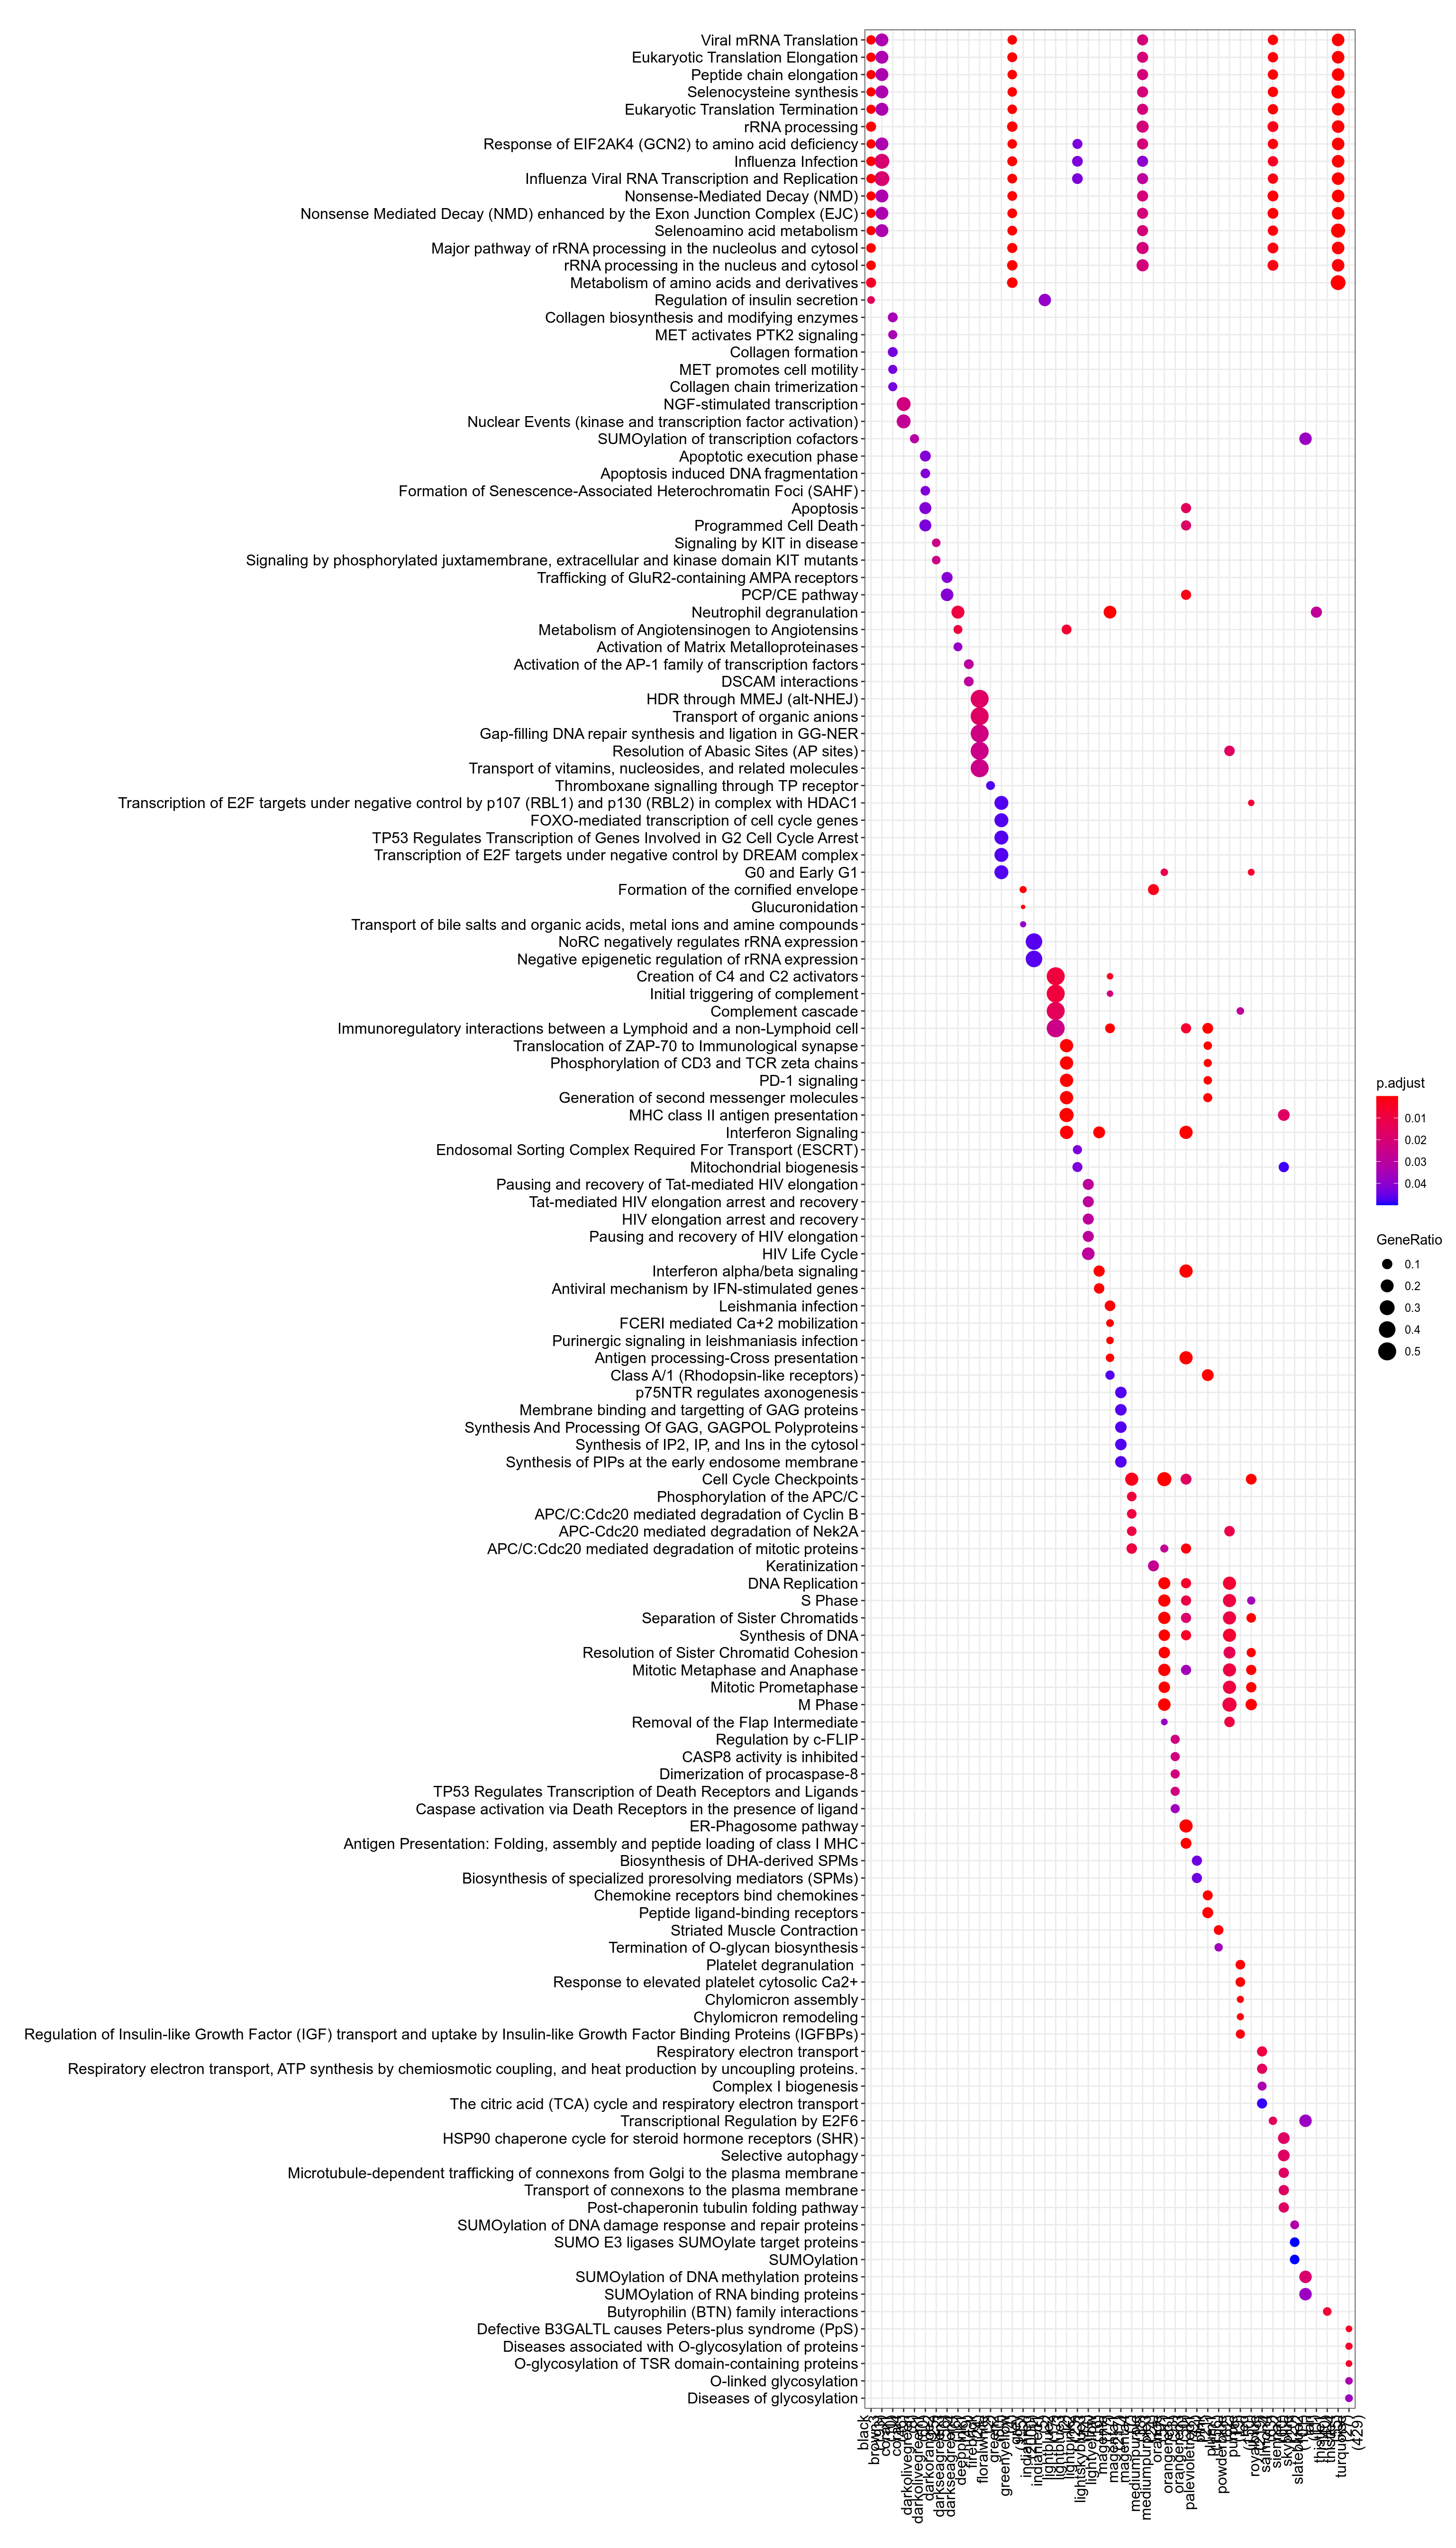 Viral mRNA Translation
Eukaryotic Translation Elongation
Peptide chain elongation
Selenocysteine synthesis
Eukaryotic Translation Termination
rRNA processing
Response of EIF2AK4 (GCN2) to amino acid deficiency
Influenza Infection
Influenza Viral RNA Transcription and Replication
Nonsense-Mediated Decay (NMD)
Nonsense Mediated Decay (NMD) enhanced by the Exon Junction Complex (EJC)
Selenoamino acid metabolism
Major pathway of rRNA processing in the nucleolus and cytosol
rRNA processing in the nucleus and cytosol
Metabolism of amino acids and derivatives
Regulation of insulin secretion
Collagen biosynthesis and modifying enzymes
MET activates PTK2 signaling
Collagen formation
MET promotes cell motility
Collagen chain trimerization
NGF-stimulated transcription
Nuclear Events (kinase and transcription factor activation)
SUMOylation of transcription cofactors
Apoptotic execution phase
Apoptosis induced DNA fragmentation
Formation of Senescence-Associated Heterochromatin Foci (SAHF)
Apoptosis
Programmed Cell Death
Signaling by KIT in disease
Signaling by phosphorylated juxtamembrane, extracellular and kinase domain KIT mutants
Trafficking of GluR2-containing AMPA receptors
PCP/CE pathway
Neutrophil degranulation
Metabolism of Angiotensinogen to Angiotensins
Activation of Matrix Metalloproteinases
Activation of the AP-1 family of transcription factors
DSCAM interactions
HDR through MMEJ (alt-NHEJ)
Transport of organic anions
Gap-filling DNA repair synthesis and ligation in GG-NER
Resolution of Abasic Sites (AP sites)
Transport of vitamins, nucleosides, and related molecules
Thromboxane signalling through TP receptor
Transcription of E2F targets under negative control by p107 (RBL1) and p130 (RBL2) in complex with HDAC1
FOXO-mediated transcription of cell cycle genes
TP53 Regulates Transcription of Genes Involved in G2 Cell Cycle Arrest
Transcription of E2F targets under negative control by DREAM complex
G0 and Early G1
Formation of the cornified envelope
Glucuronidation
Transport of bile salts and organic acids, metal ions and amine compounds
NoRC negatively regulates rRNA expression
Negative epigenetic regulation of rRNA expression
Creation of C4 and C2 activators
Initial triggering of complement
Complement cascade
Immunoregulatory interactions between a Lymphoid and a non-Lymphoid cell
Translocation of ZAP-70 to Immunological synapse
Phosphorylation of CD3 and TCR zeta chains
PD-1 signaling
Generation of second messenger molecules
MHC class II antigen presentation
Interferon Signaling
Endosomal Sorting Complex Required For Transport (ESCRT)
Mitochondrial biogenesis
Pausing and recovery of Tat-mediated HIV elongation
Tat-mediated HIV elongation arrest and recovery
HIV elongation arrest and recovery
Pausing and recovery of HIV elongation
HIV Life Cycle
Interferon alpha/beta signaling
Antiviral mechanism by IFN-stimulated genes
Leishmania infection
FCERI mediated Ca+2 mobilization
Purinergic signaling in leishmaniasis infection
Antigen processing-Cross presentation
Class A/1 (Rhodopsin-like receptors)
p75NTR regulates axonogenesis
Membrane binding and targetting of GAG proteins
Synthesis And Processing Of GAG, GAGPOL Polyproteins
Synthesis of IP2, IP, and Ins in the cytosol
Synthesis of PIPs at the early endosome membrane
Cell Cycle Checkpoints
Phosphorylation of the APC/C
APC/C:Cdc20 mediated degradation of Cyclin B
APC-Cdc20 mediated degradation of Nek2A
APC/C:Cdc20 mediated degradation of mitotic proteins
Keratinization
DNA Replication
S Phase
Separation of Sister Chromatids
Synthesis of DNA
Resolution of Sister Chromatid Cohesion
Mitotic Metaphase and Anaphase
Mitotic Prometaphase
M Phase
Removal of the Flap Intermediate
Regulation by c-FLIP
CASP8 activity is inhibited
Dimerization of procaspase-8
TP53 Regulates Transcription of Death Receptors and Ligands
Caspase activation via Death Receptors in the presence of ligand
ER-Phagosome pathway
Antigen Presentation: Folding, assembly and peptide loading of class I MHC
Biosynthesis of DHA-derived SPMs
Biosynthesis of specialized proresolving mediators (SPMs)
Chemokine receptors bind chemokines
Peptide ligand-binding receptors
Striated Muscle Contraction
Termination of O-glycan biosynthesis
Platelet degranulation
Response to elevated platelet cytosolic Ca2+
Chylomicron assembly
Chylomicron remodeling
Regulation of Insulin-like Growth Factor (IGF) transport and uptake by Insulin-like Growth Factor Binding Proteins (IGFBPs)
Respiratory electron transport
Respiratory electron transport, ATP synthesis by chemiosmotic coupling, and heat production by uncoupling proteins.
Complex I biogenesis
The citric acid (TCA) cycle and respiratory electron transport
Transcriptional Regulation by E2F6
HSP90 chaperone cycle for steroid hormone receptors (SHR)
Selective autophagy
Microtubule-dependent trafficking of connexons from Golgi to the plasma membrane
Transport of connexons to the plasma membrane
Post-chaperonin tubulin folding pathway
SUMOylation of DNA damage response and repair proteins
SUMO E3 ligases SUMOylate target proteins
SUMOylation
SUMOylation of DNA methylation proteins
SUMOylation of RNA binding proteins
Butyrophilin (BTN) family interactions
Defective B3GALTL causes Peters-plus syndrome (PpS)
Diseases associated with O-glycosylation of proteins
O-glycosylation of TSR domain-containing proteins
O-linked glycosylation
Diseases of glycosylation
p.adjust
0.01
0.02
0.03
0.04
GeneRatio
0.1
0.2
0.3
0.4
0.5
black
turquoise
(429)